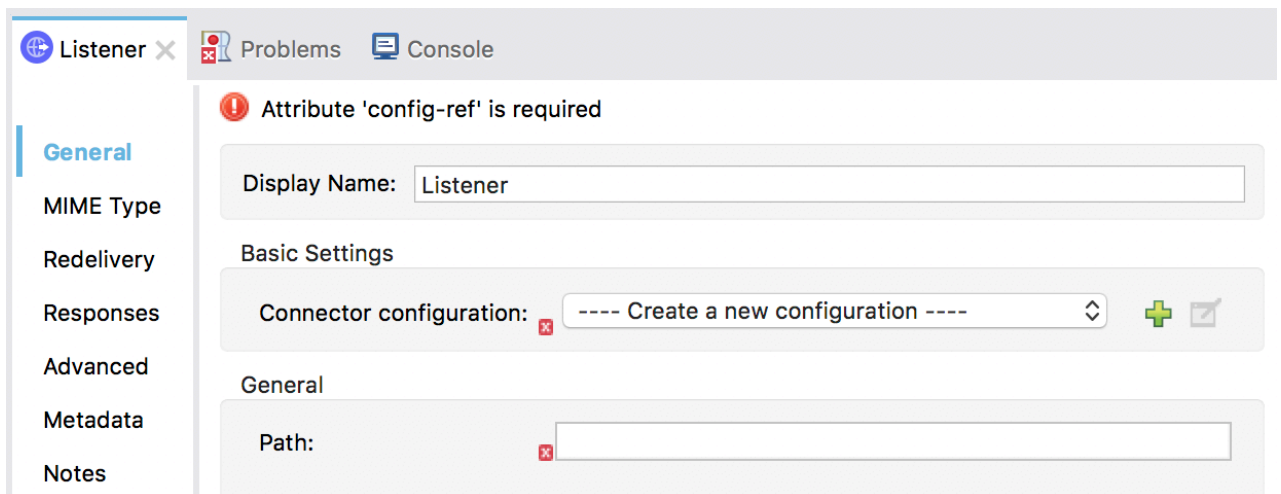 Listener Problems Console
Attribute 'config-ref' is required
General
Display Name: Listener
MIME Type
Basic Settings
Redelivery
Connector configuration: ---- Create a new configuration ----
Responses
Advanced
General
Metadata
Path:
Notes